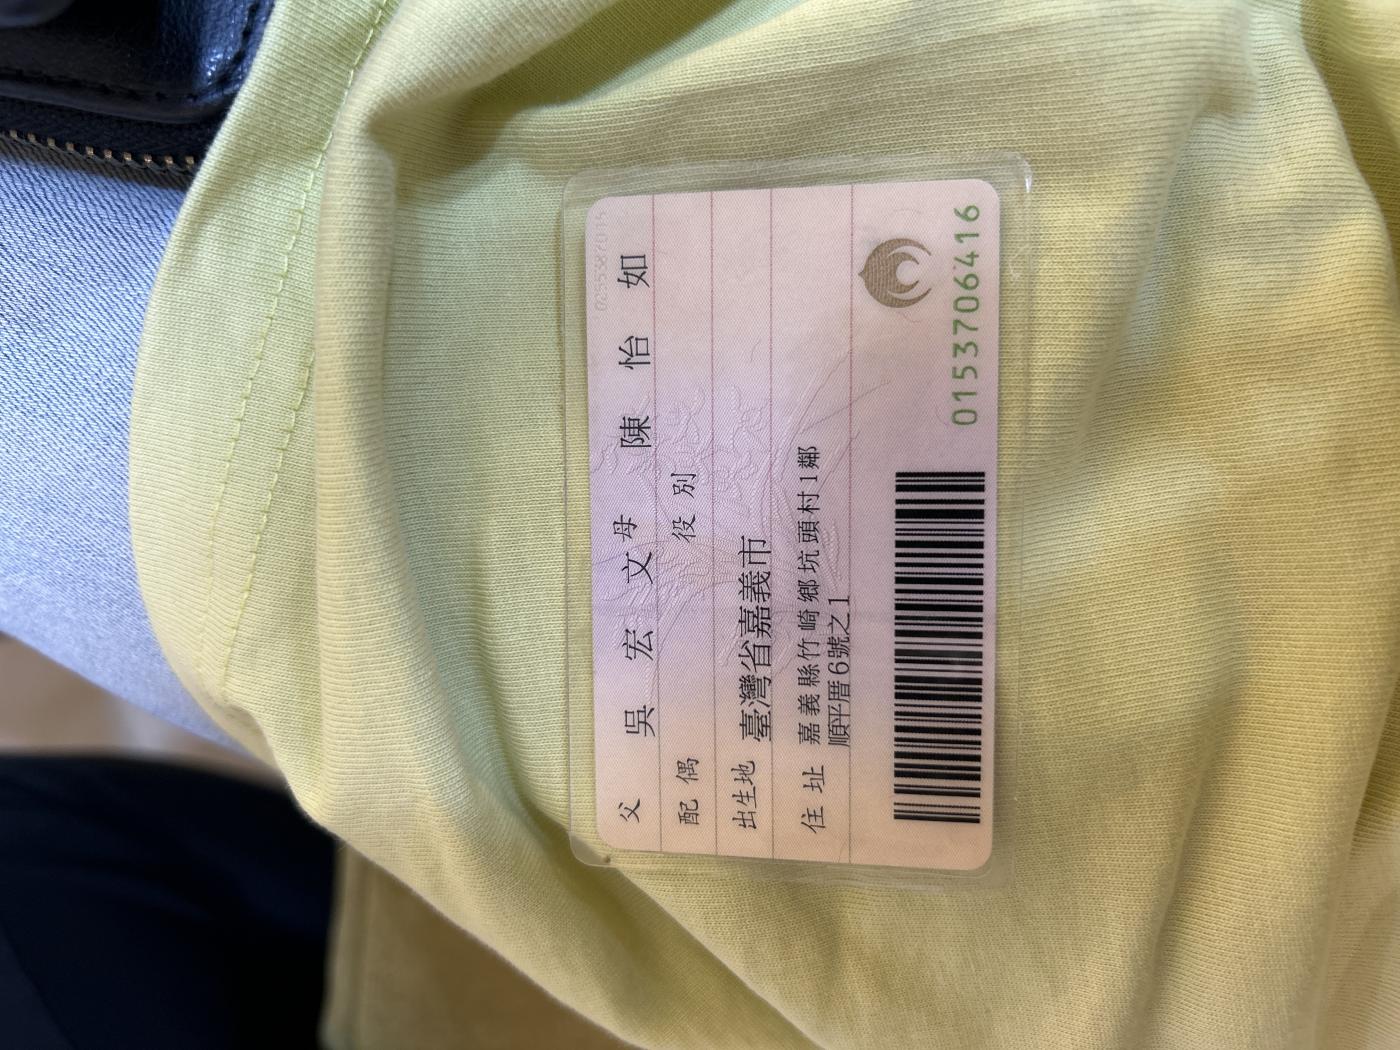 父 吳宏文 母 陳怡如
配偶 役別
出生地 臺灣省嘉義市
住址 嘉義縣竹崎鄉坑頭村1鄰
順平厝6號之1
0153706416